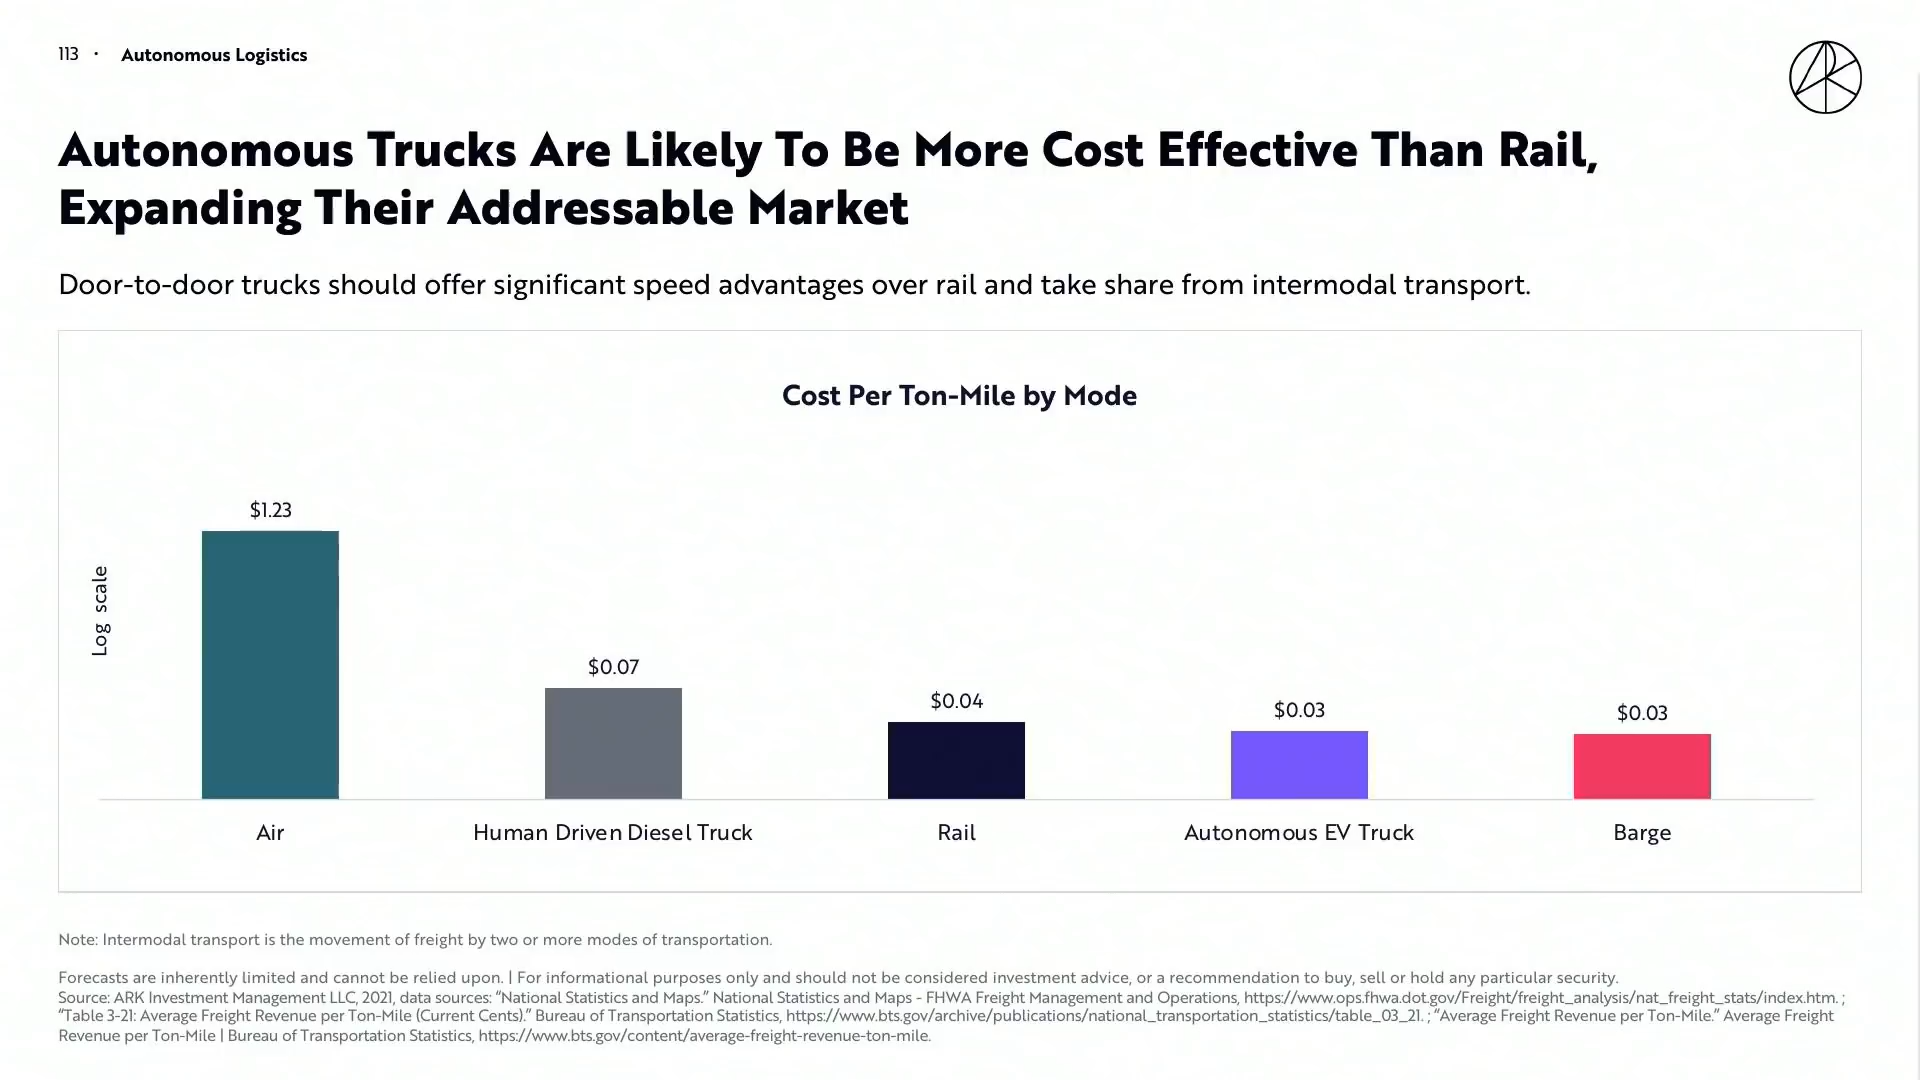 113 • Autonomous Logistics
Autonomous Trucks Are Likely To Be More Cost Effective Than Rail,
Expanding Their Addressable Market
Door-to-door trucks should offer significant speed advantages over rail and take share from intermodal transport.
Cost Per Ton-Mile by Mode
Log scale
$1.23
$0.07
$0.04
$0.03
$0.03
Air
Human Driven Diesel Truck
Rail
Autonomous EV Truck
Barge
Note: Intermodal transport is the movement of freight by two or more modes of transportation.
Forecasts are inherently limited and cannot be relied upon. | For informational purposes only and should not be considered investment advice, or a recommendation to buy, sell or hold any particular security.
Source: ARK Investment Management LLC, 2021, data sources: “National Statistics and Maps.” National Statistics and Maps - FHWA Freight Management and Operations, https://www.ops.fhwa.dot.gov/Freight/freight_analysis/nat_freight_stats/index.htm. ;
“Table 3-21: Average Freight Revenue per Ton-Mile (Current Cents).” Bureau of Transportation Statistics, https://www.bts.gov/archive/publications/national_transportation_statistics/table_03_21. ; “Average Freight Revenue per Ton-Mile.” Average Freight
Revenue per Ton-Mile | Bureau of Transportation Statistics, https://www.bts.gov/content/average-freight-revenue-ton-mile.